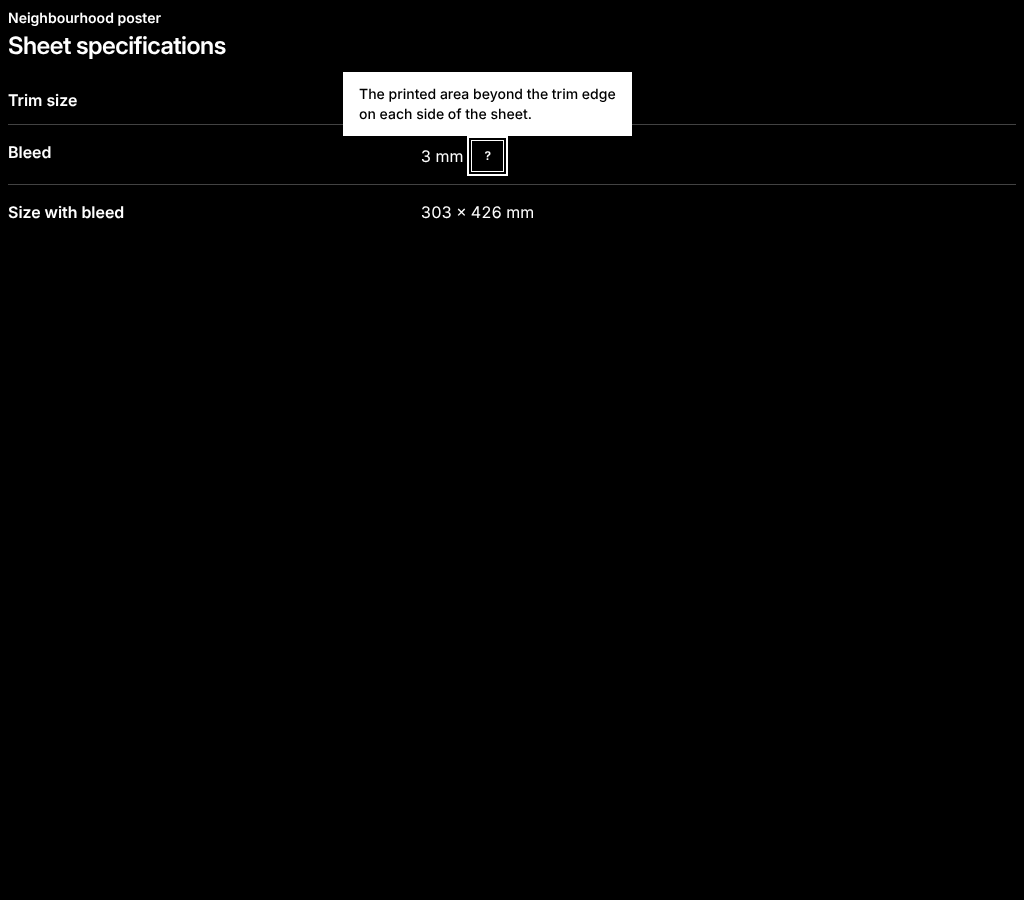 Neighbourhood poster
Sheet specifications
Trim size
The printed area beyond the trim edge
on each side of the sheet.
Bleed
3 mm ?
Size with bleed
303 × 426 mm